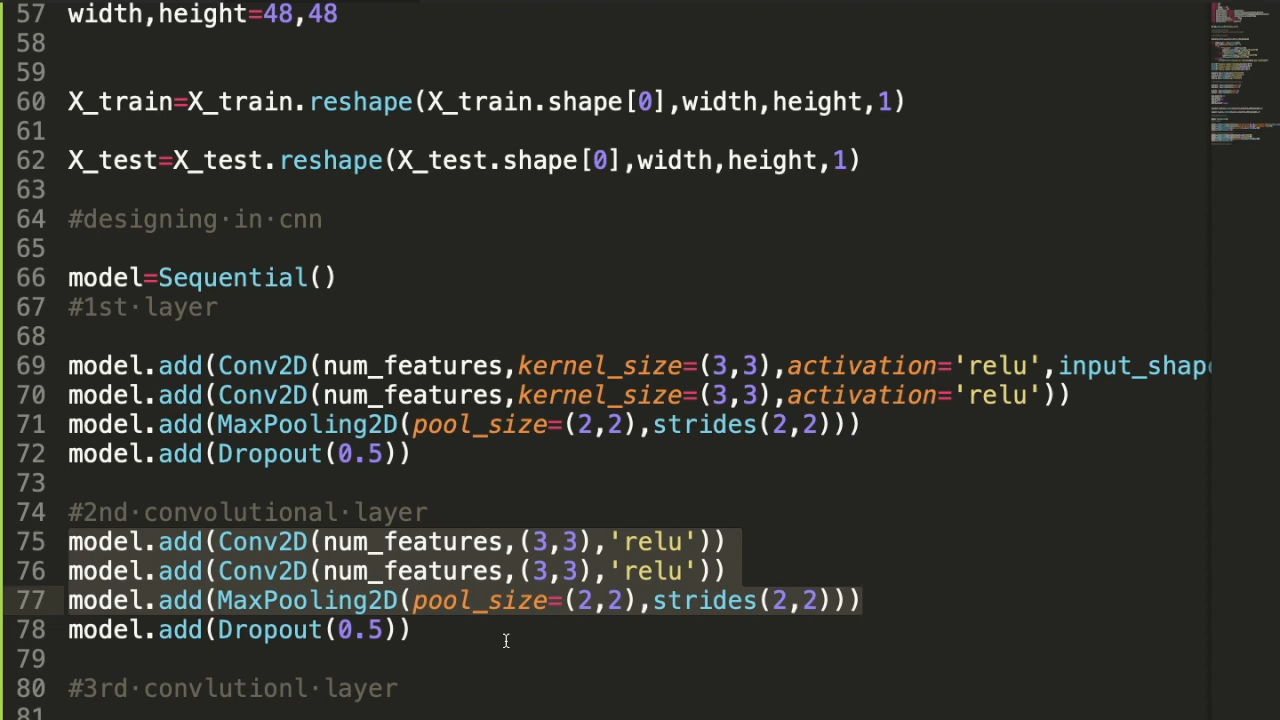 57 width,height=48,48
58
59
60 X_train=X_train.reshape(X_train.shape[0],width,height,1)
61
62 X_test=X_test.reshape(X_test.shape[0],width,height,1)
63
64 #designing·in·cnn
65
66 model=Sequential()
67 #1st·layer
68
69 model.add(Conv2D(num_features,kernel_size=(3,3),activation='relu',input_shape
70 model.add(Conv2D(num_features,kernel_size=(3,3),activation='relu'))
71 model.add(MaxPooling2D(pool_size=(2,2),strides(2,2)))
72 model.add(Dropout(0.5))
73
74 #2nd·convolutional·layer
75 model.add(Conv2D(num_features,(3,3),'relu'))
76 model.add(Conv2D(num_features,(3,3),'relu'))
77 model.add(MaxPooling2D(pool_size=(2,2),strides(2,2)))
78 model.add(Dropout(0.5))
79
80 #3rd·convlutionl·layer
81